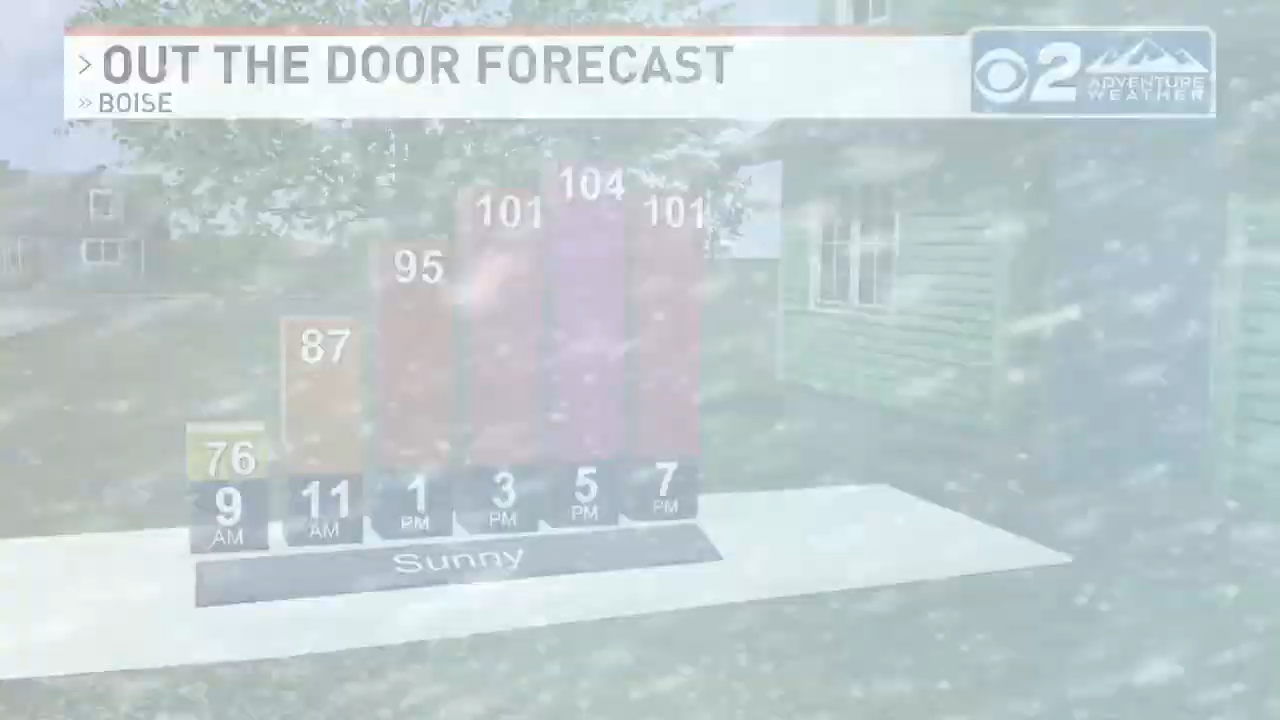 > OUT THE DOOR FORECAST
» BOISE
2 ADVENTURE WEATHER
76 87 95 101 104 101
9 AM 11 AM 1 PM 3 PM 5 PM 7 PM
Sunny